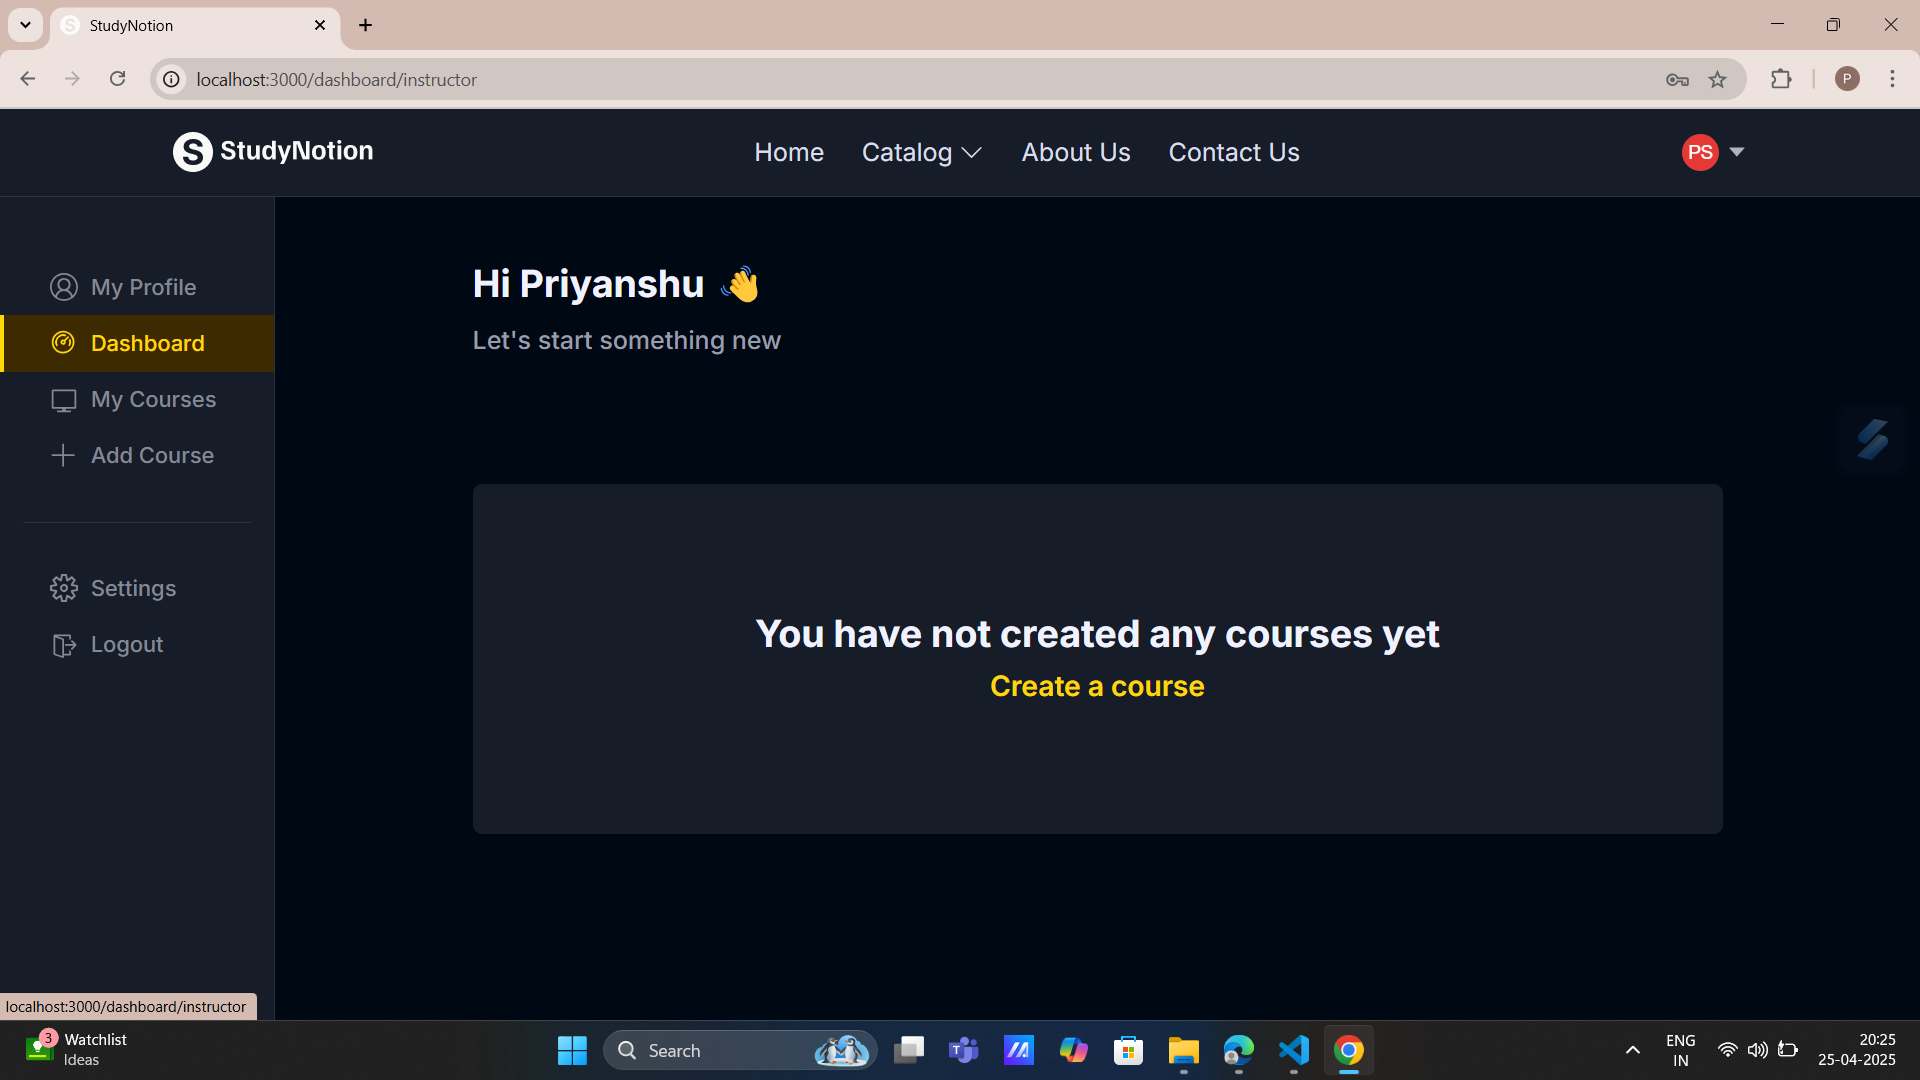 StudyNotion
localhost:3000/dashboard/instructor
P
S StudyNotion
Home
Catalog
About Us
Contact Us
PS
My Profile
Dashboard
My Courses
Add Course
Settings
Logout
Hi Priyanshu 👋
Let's start something new
You have not created any courses yet
Create a course
localhost:3000/dashboard/instructor
3
Watchlist
Ideas
Search
ENG
IN
20:25
25-04-2025